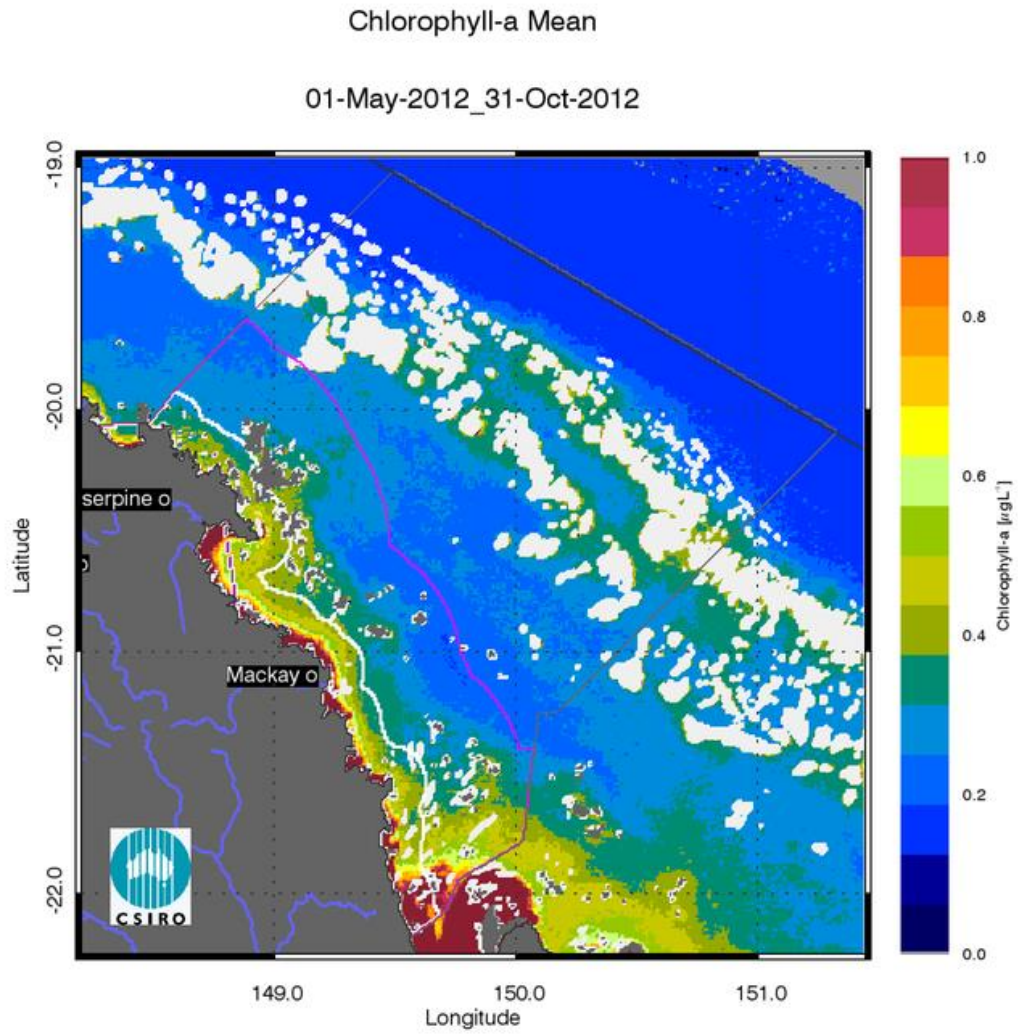 Chlorophyll-a Mean
01-May-2012_31-Oct-2012
-19.0
-20.0
-21.0
-22.0
Latitude
serpine o
Mackay o
CSIRO
149.0
150.0
151.0
Longitude
1.0
0.8
0.6
0.4
0.2
0.0
Chlorophyll-a [µgL⁻¹]